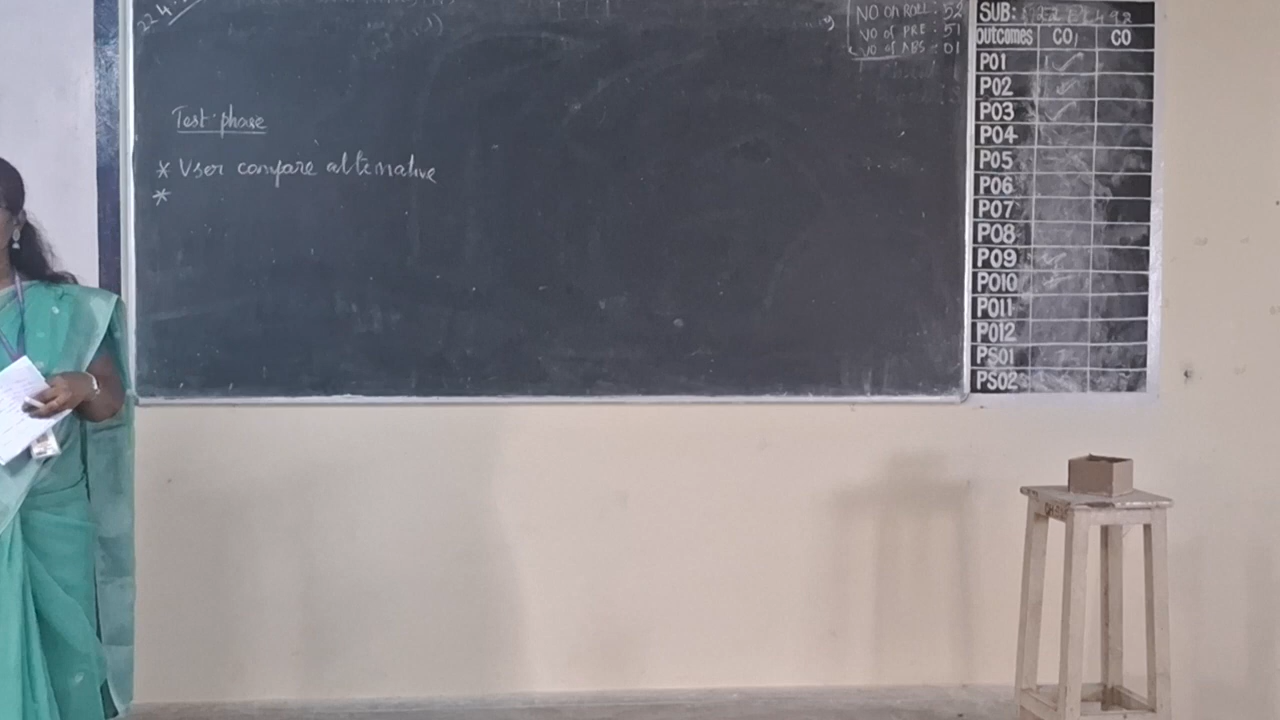 Test phase
* User compare alternative
*
NO on ROLL : 52
NO of PRE : 51
NO of ABS : 01
SUB:
outcomes CO1 CO
PO1 ✓
PO2 ✓
PO3 ✓
PO4
PO5
PO6
PO7
PO8
PO9 ✓
PO10 ✓
PO11
PO12
PSO1
PSO2